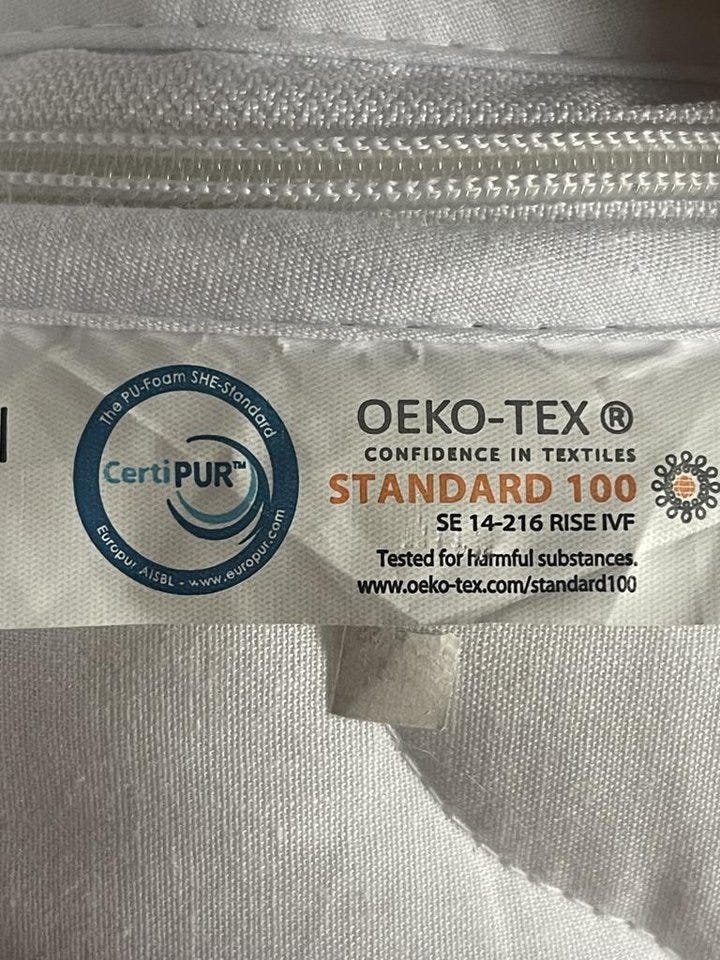 The PU-Foam SHE-Standard
CertiPUR™
Europur AISBL - www.europur.com
OEKO-TEX ®
CONFIDENCE IN TEXTILES
STANDARD 100
SE 14-216 RISE IVF
Tested for harmful substances.
www.oeko-tex.com/standard100